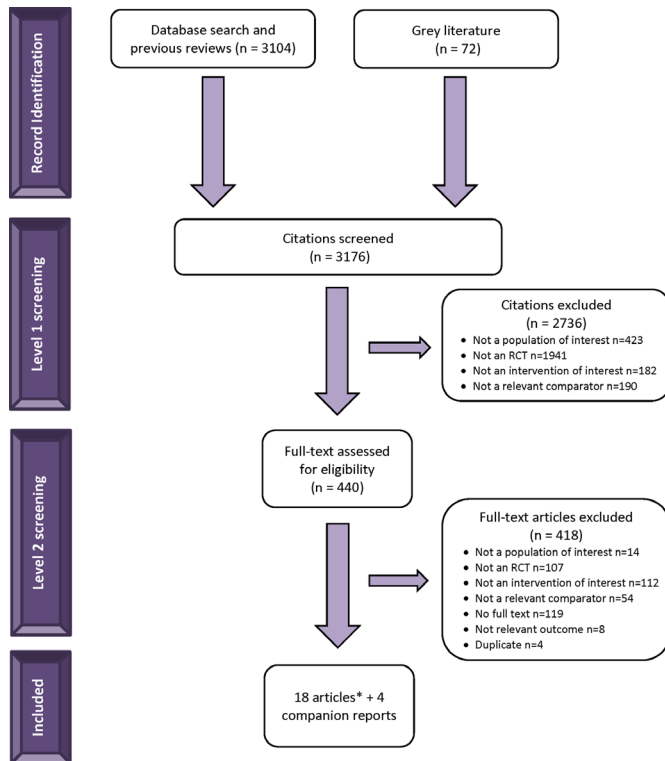 Record Identification
Database search and
previous reviews (n = 3104)
Grey literature
(n = 72)
Level 1 screening
Citations screened
(n = 3176)
Citations excluded
(n = 2736)
• Not a population of interest n=423
• Not an RCT n=1941
• Not an intervention of interest n=182
• Not a relevant comparator n=190
Level 2 screening
Full-text assessed
for eligibility
(n = 440)
Full-text articles excluded
(n = 418)
• Not a population of interest n=14
• Not an RCT n=107
• Not an intervention of interest n=112
• Not a relevant comparator n=54
• No full text n=119
• Not relevant outcome n=8
• Duplicate n=4
Included
18 articles* + 4
companion reports